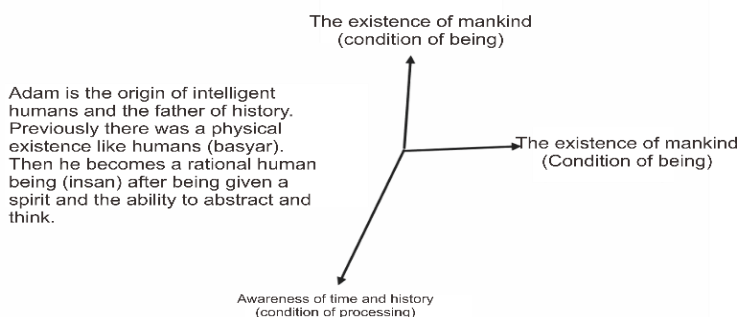 The existence of mankind
(condition of being)
Adam is the origin of intelligent
humans and the father of history.
Previously there was a physical
existence like humans (basyar).
Then he becomes a rational human
being (insan) after being given a
spirit and the ability to abstract and
think.
The existence of mankind
(Condition of being)
Awareness of time and history
(condition of processing)